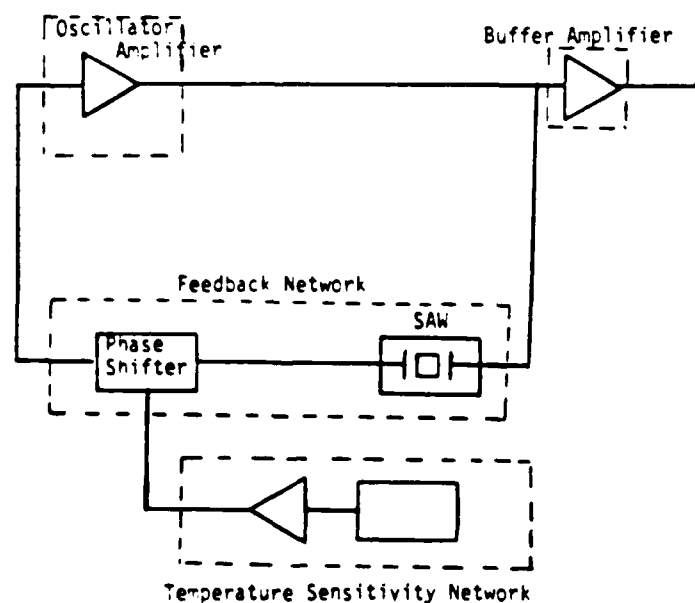 Oscillator
Amplifier
Buffer Amplifier
Feedback Network
SAW
Phase
Shifter
Temperature Sensitivity Network